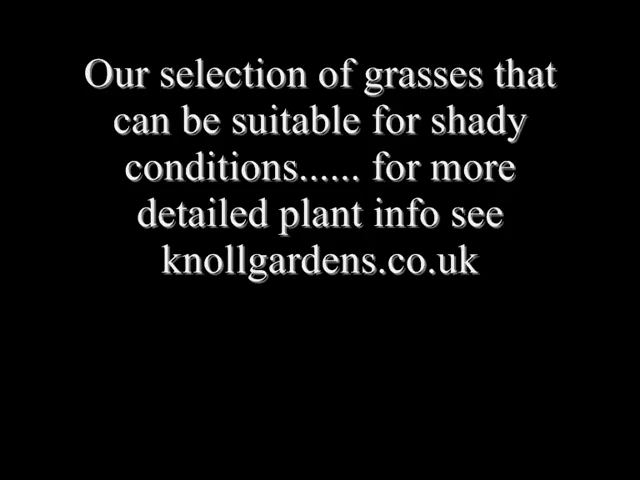 Our selection of grasses that
can be suitable for shady
conditions...... for more
detailed plant info see
knollgardens.co.uk